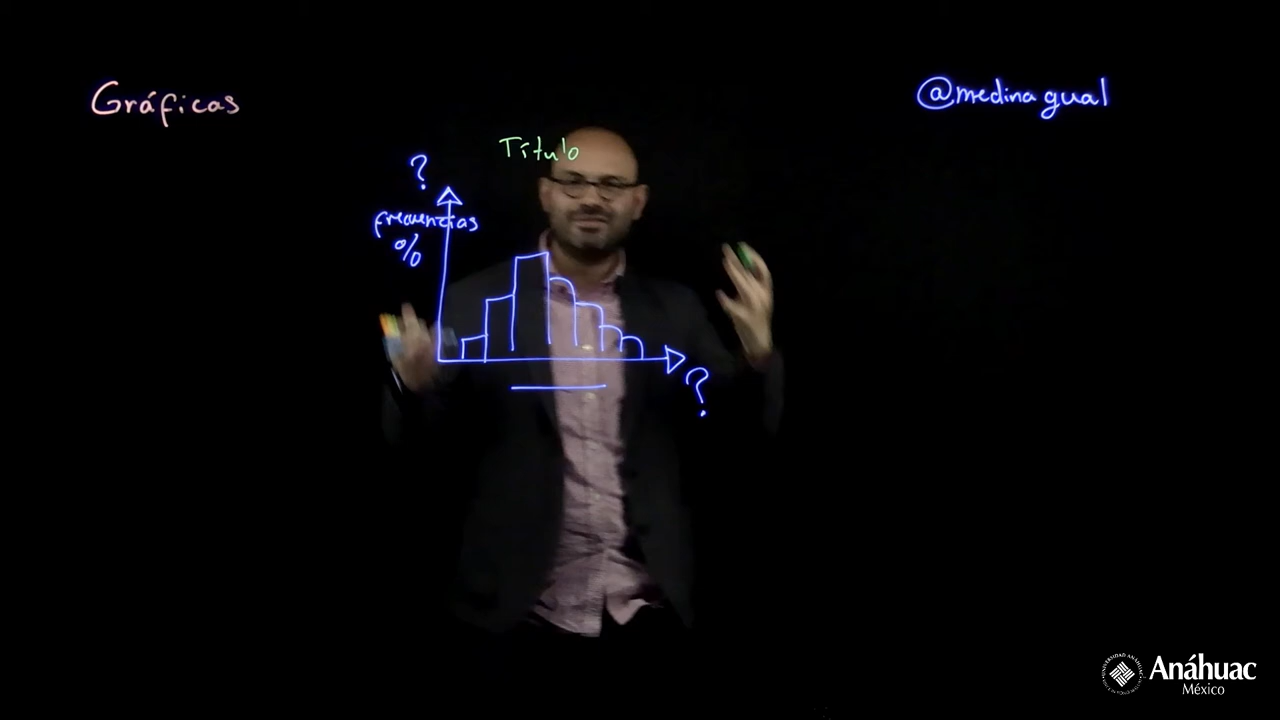 Gráficas
@medinagual
Título
?
frecuencias
%
?
Anáhuac
México